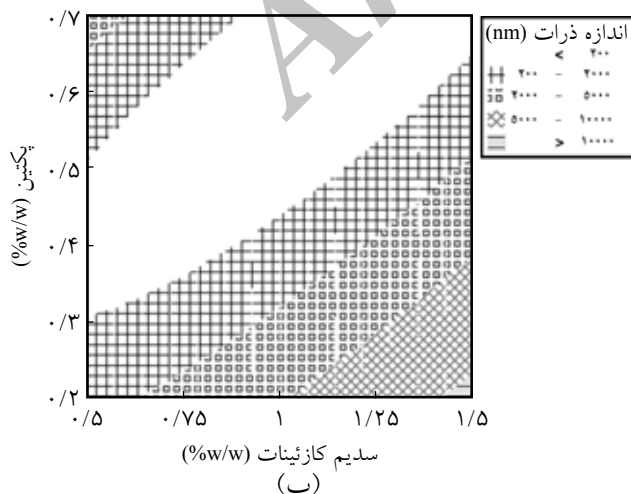 اندازه ذرات (nm)
< ۲۰۰
۲۰۰ - ۲۰۰۰
۲۰۰۰ - ۵۰۰۰
۵۰۰۰ - ۱۰۰۰۰
> ۱۰۰۰۰
۰/۷
۰/۶
۰/۵
۰/۴
۰/۳
۰/۲
پکتین (%w/w)
۰/۵ ۰/۷۵ ۱ ۱/۲۵ ۱/۵
سدیم کازئینات (%w/w)
(ب)